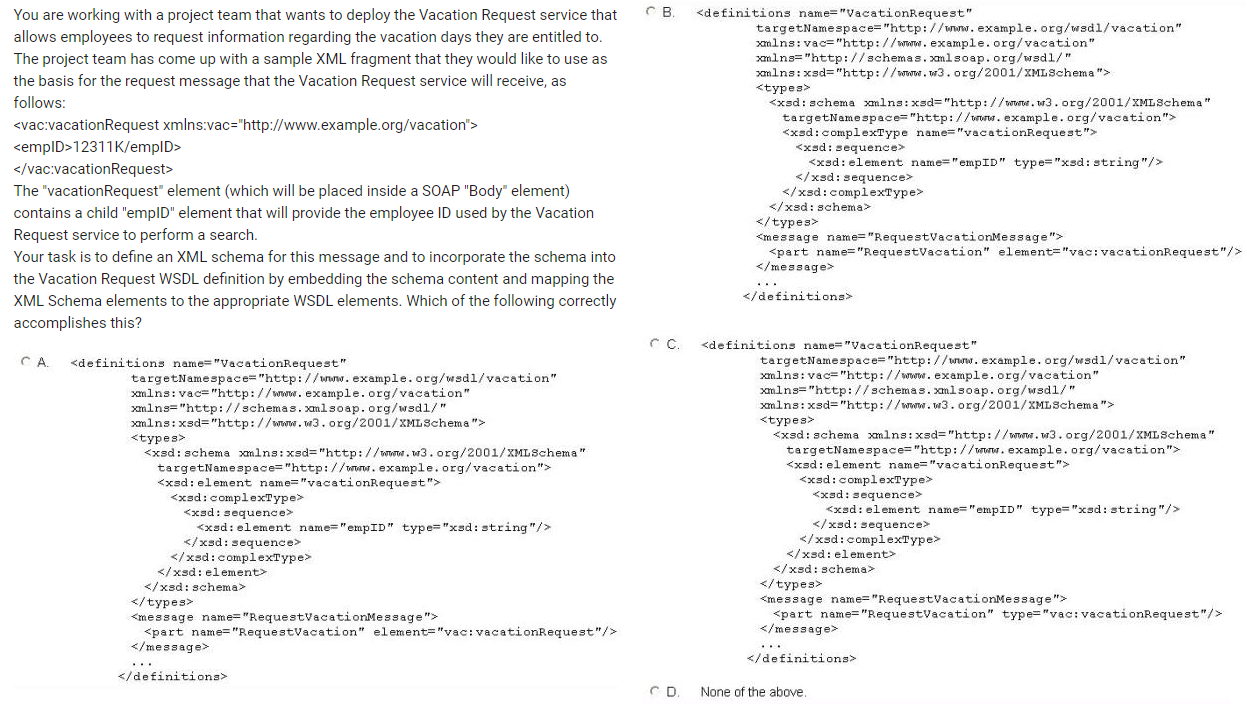 You are working with a project team that wants to deploy the Vacation Request service that
allows employees to request information regarding the vacation days they are entitled to.
The project team has come up with a sample XML fragment that they would like to use as
the basis for the request message that the Vacation Request service will receive, as
follows:
<vac:vacationRequest xmlns:vac="http://www.example.org/vacation">
<empID>12311K/empID>
</vac:vacationRequest>
The "vacationRequest" element (which will be placed inside a SOAP "Body" element)
contains a child "empID" element that will provide the employee ID used by the Vacation
Request service to perform a search.
Your task is to define an XML schema for this message and to incorporate the schema into
the Vacation Request WSDL definition by embedding the schema content and mapping the
XML Schema elements to the appropriate WSDL elements. Which of the following correctly
accomplishes this?
A. <definitions name="VacationRequest"
targetNamespace="http://www.example.org/wsdl/vacation"
xmlns:vac="http://www.example.org/vacation"
xmlns="http://schemas.xmlsoap.org/wsdl/"
xmlns:xsd="http://www.w3.org/2001/XMLSchema">
<types>
<xsd:schema xmlns:xsd="http://www.w3.org/2001/XMLSchema"
targetNamespace="http://www.example.org/vacation">
<xsd:element name="vacationRequest">
<xsd:complexType>
<xsd:sequence>
<xsd:element name="empID" type="xsd:string"/>
</xsd:sequence>
</xsd:complexType>
</xsd:element>
</xsd:schema>
</types>
<message name="RequestVacationMessage">
<part name="RequestVacation" element="vac:vacationRequest"/>
</message>
...
</definitions>
B. <definitions name="VacationRequest"
targetNamespace="http://www.example.org/wsdl/vacation"
xmlns:vac="http://www.example.org/vacation"
xmlns="http://schemas.xmlsoap.org/wsdl/"
xmlns:xsd="http://www.w3.org/2001/XMLSchema">
<types>
<xsd:schema xmlns:xsd="http://www.w3.org/2001/XMLSchema"
targetNamespace="http://www.example.org/vacation">
<xsd:complexType name="vacationRequest">
<xsd:sequence>
<xsd:element name="empID" type="xsd:string"/>
</xsd:sequence>
</xsd:complexType>
</xsd:schema>
</types>
<message name="RequestVacationMessage">
<part name="RequestVacation" element="vac:vacationRequest"/>
</message>
...
</definitions>
C. <definitions name="VacationRequest"
targetNamespace="http://www.example.org/wsdl/vacation"
xmlns:vac="http://www.example.org/vacation"
xmlns="http://schemas.xmlsoap.org/wsdl/"
xmlns:xsd="http://www.w3.org/2001/XMLSchema">
<types>
<xsd:schema xmlns:xsd="http://www.w3.org/2001/XMLSchema"
targetNamespace="http://www.example.org/vacation">
<xsd:element name="vacationRequest">
<xsd:complexType>
<xsd:sequence>
<xsd:element name="empID" type="xsd:string"/>
</xsd:sequence>
</xsd:complexType>
</xsd:element>
</xsd:schema>
</types>
<message name="RequestVacationMessage">
<part name="RequestVacation" type="vac:vacationRequest"/>
</message>
...
</definitions>
D. None of the above.